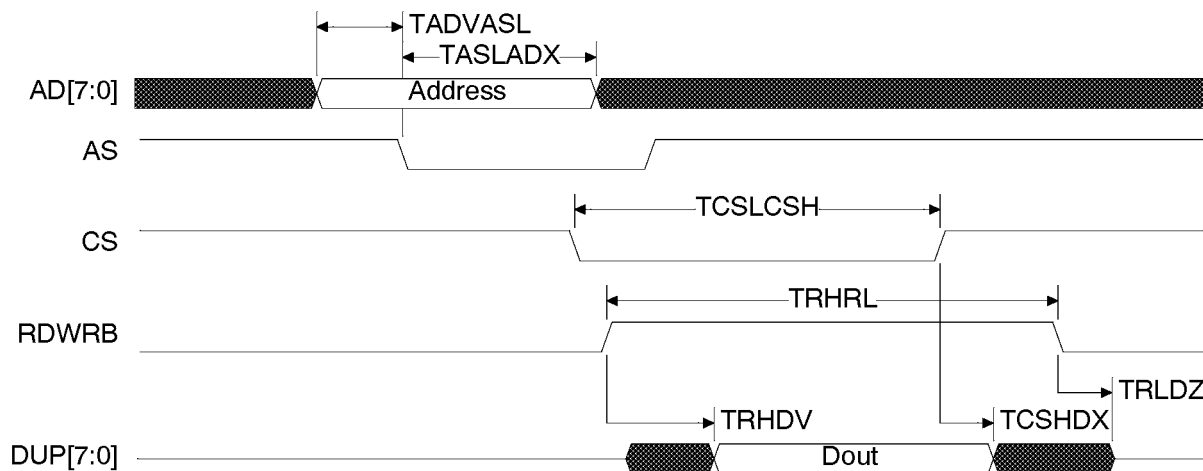 TADVASL
TASLADX
AD[7:0]
Address
AS
TCSLCSH
CS
TRHRL
RDWRB
TRLDZ
TRHDV
TCSHDX
DUP[7:0]
Dout